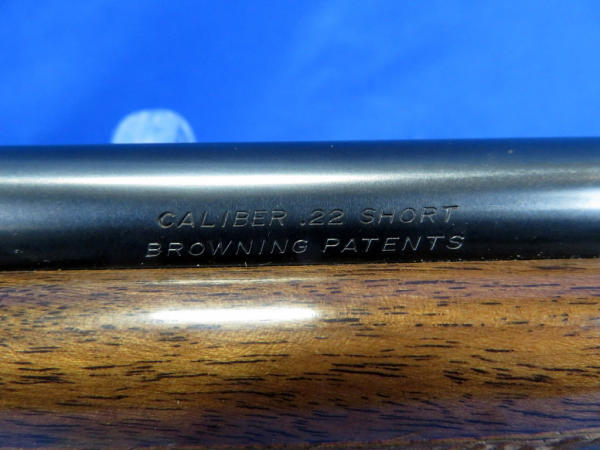 CALIBER .22 SHORT
BROWNING PATENTS